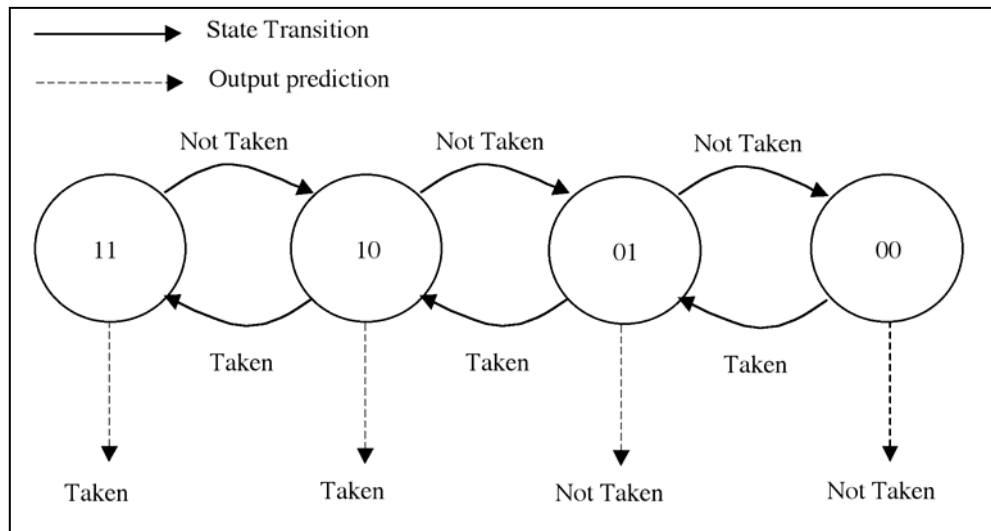 State Transition
Output prediction
Not Taken Not Taken Not Taken
11 10 01 00
Taken Taken Taken
Taken Taken Not Taken Not Taken